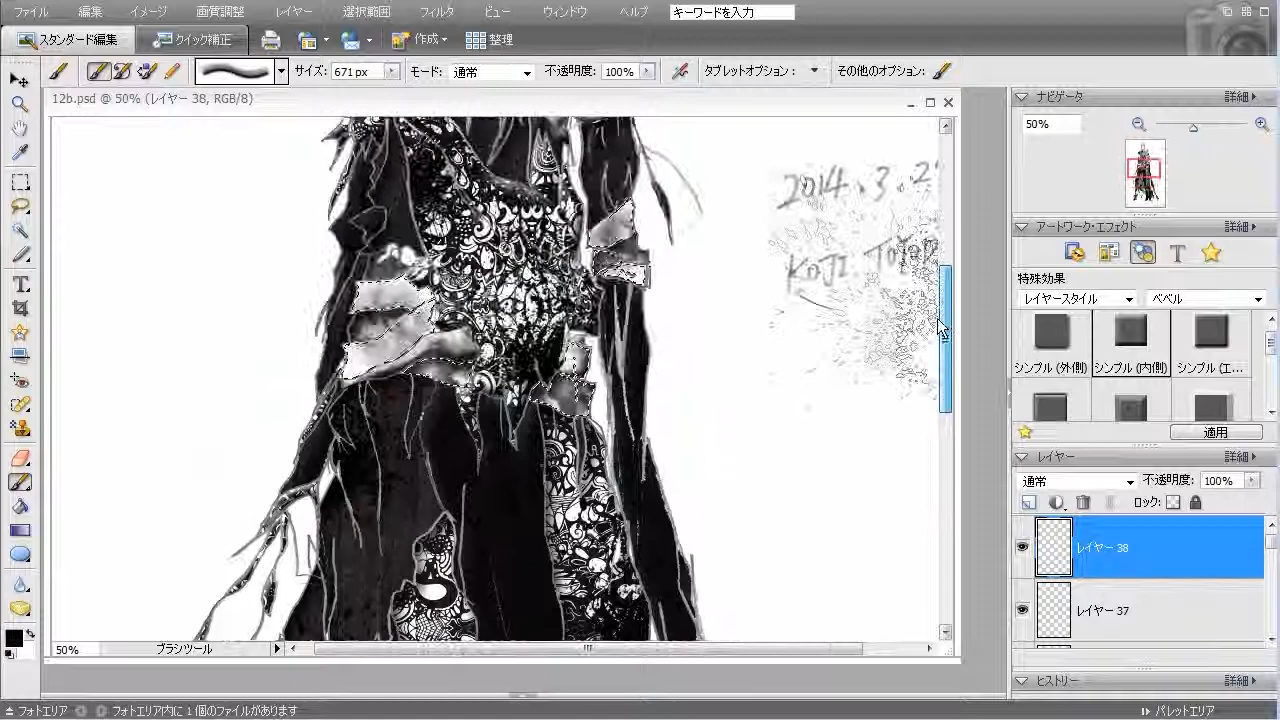 ファイル 編集 イメージ 画質調整 レイヤー 選択範囲 フィルタ ビュー ウィンドウ ヘルプ キーワードを入力
スタンダード編集 クイック補正 作成 整理
サイズ: 671 px モード: 通常 不透明度: 100% タブレットオプション: その他のオプション:
12b.psd @ 50% (レイヤー 38, RGB/8)
2014.3.2
KOJI
50% ブラシツール
ナビゲータ 詳細
50%
アートワーク・エフェクト 詳細
特殊効果
レイヤースタイル ベベル
シンプル (外側) シンプル (内側) シンプル (エ...
適用
レイヤー 詳細
通常 不透明度: 100%
ロック:
レイヤー 38
レイヤー 37
ヒストリー 詳細
フォトエリア フォトエリア内に 1 個のファイルがあります パレットエリア